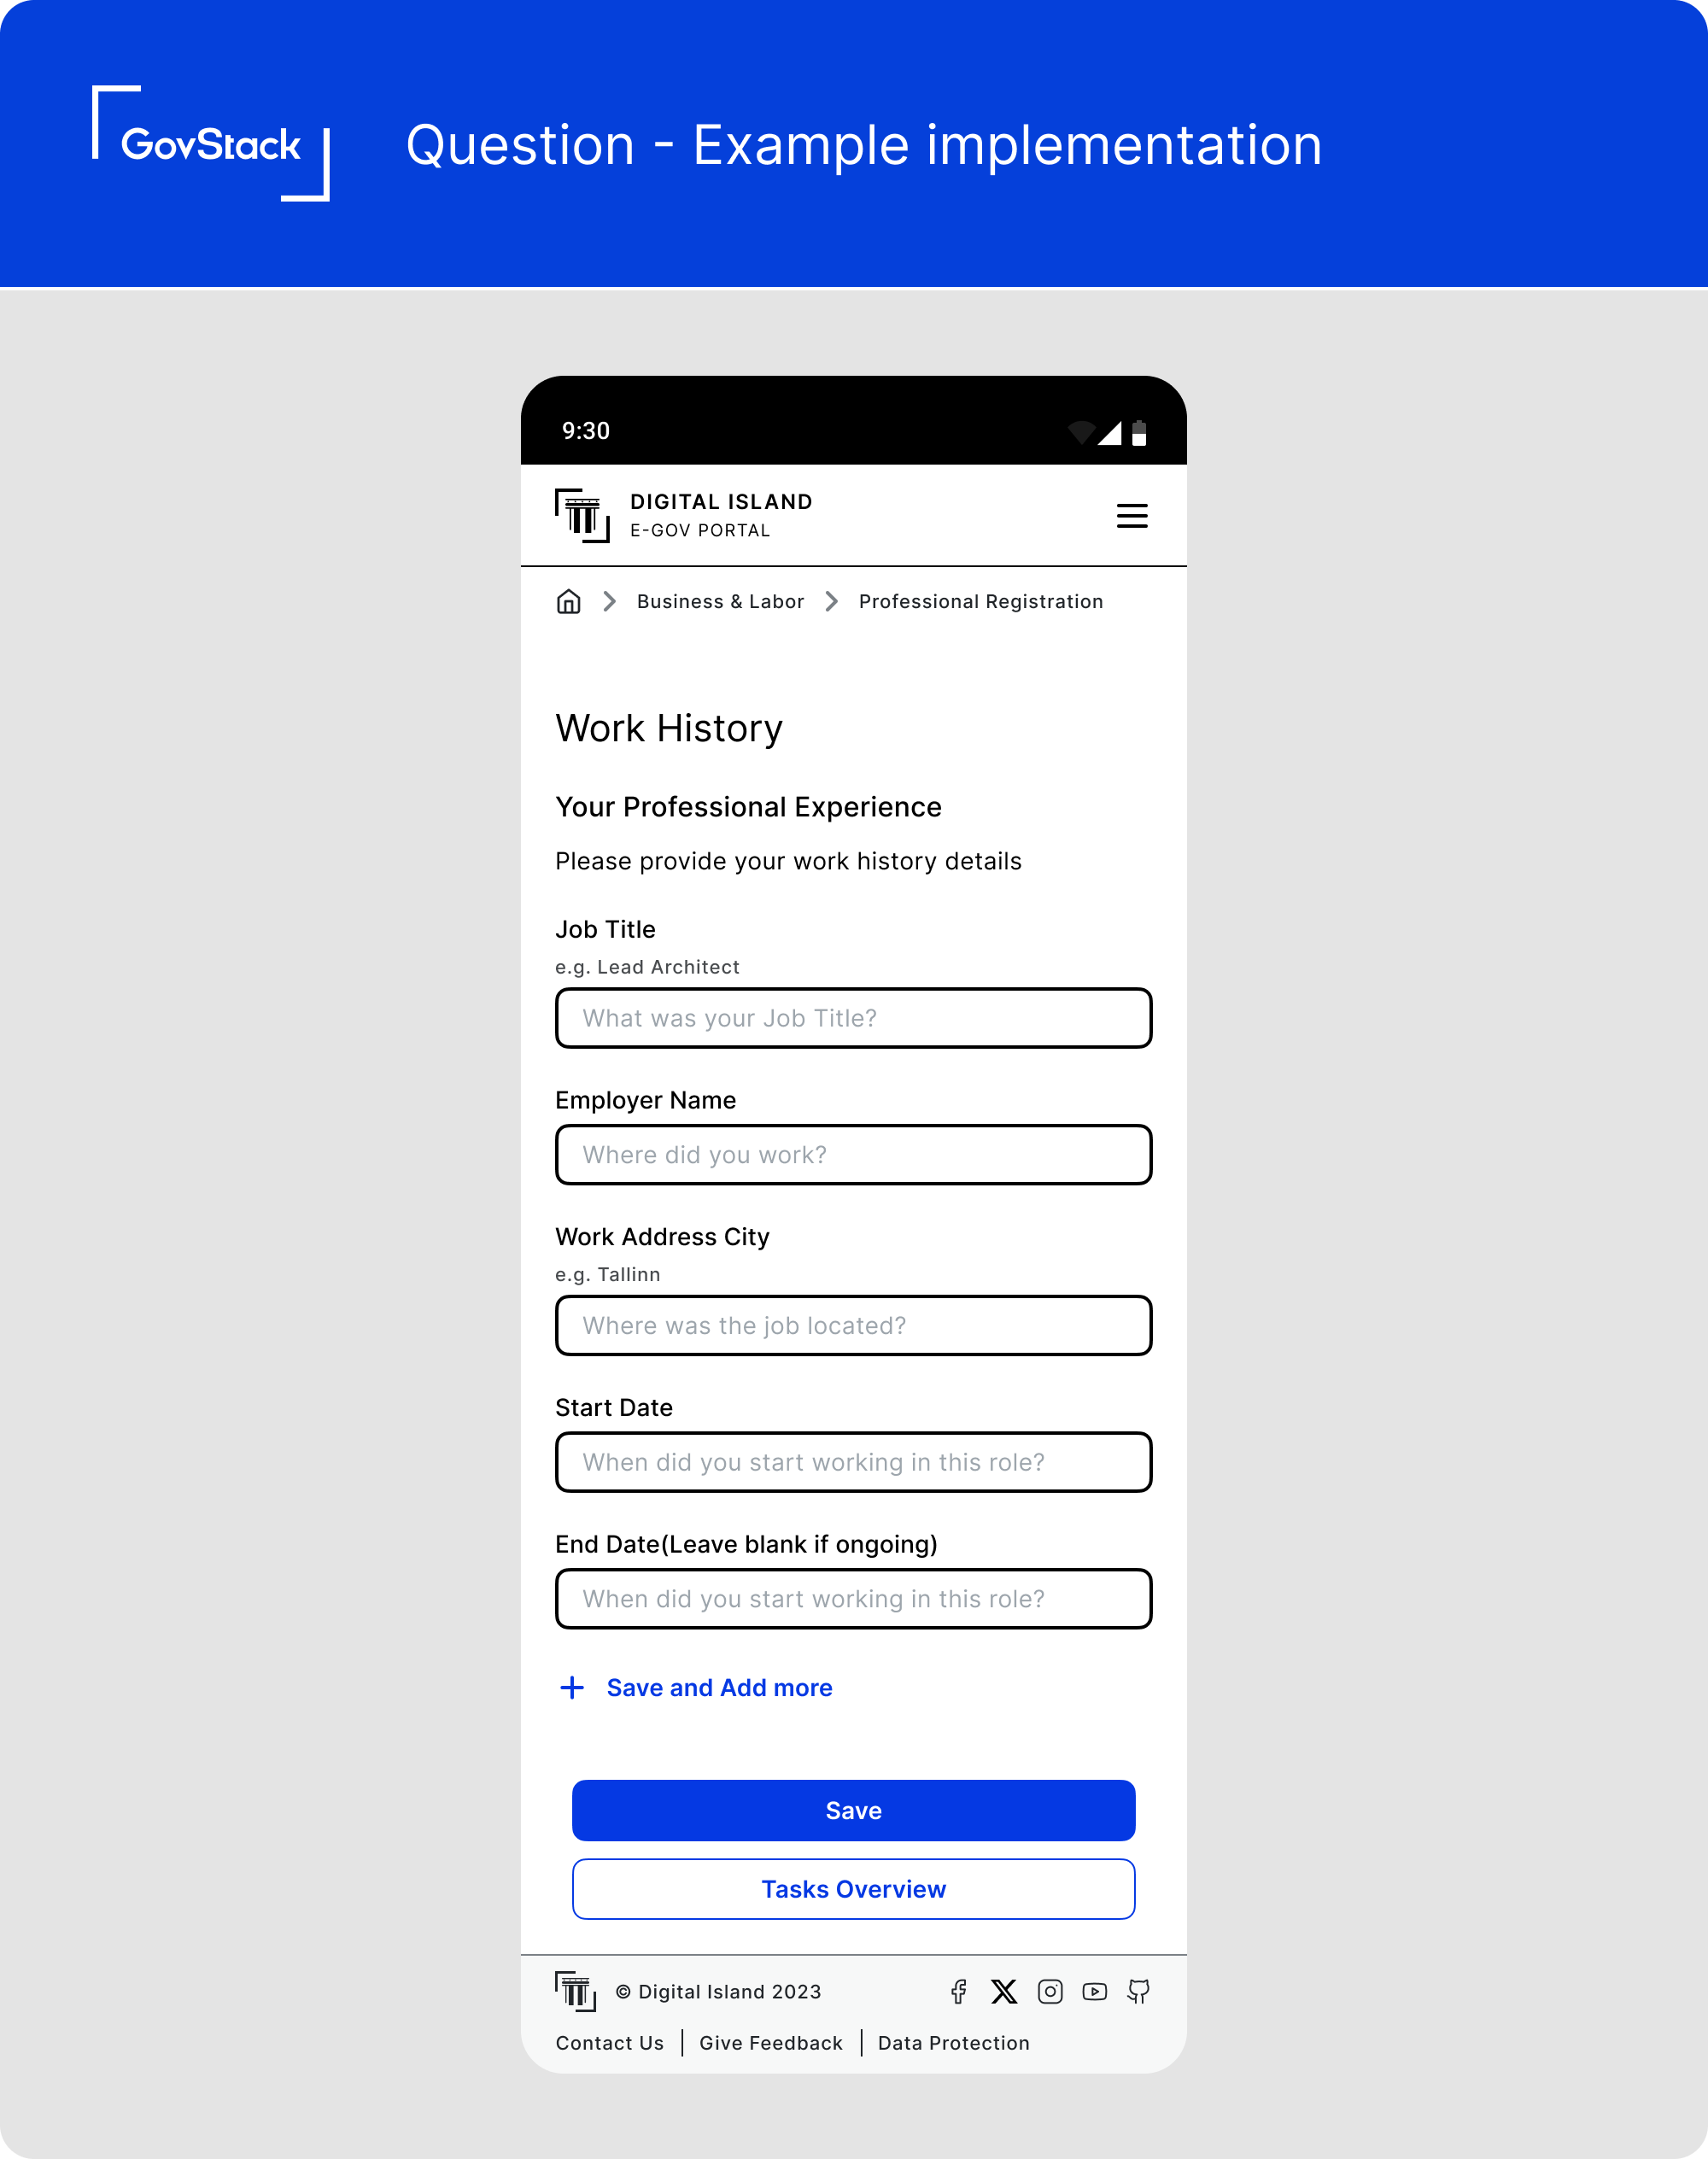 GovStack
Question - Example implementation
9:30
DIGITAL ISLAND
E-GOV PORTAL
Business & Labor
Professional Registration
Work History
Your Professional Experience
Please provide your work history details
Job Title
e.g. Lead Architect
What was your Job Title?
Employer Name
Where did you work?
Work Address City
e.g. Tallinn
Where was the job located?
Start Date
When did you start working in this role?
End Date(Leave blank if ongoing)
When did you start working in this role?
Save and Add more
Save
Tasks Overview
© Digital Island 2023
Contact Us
Give Feedback
Data Protection